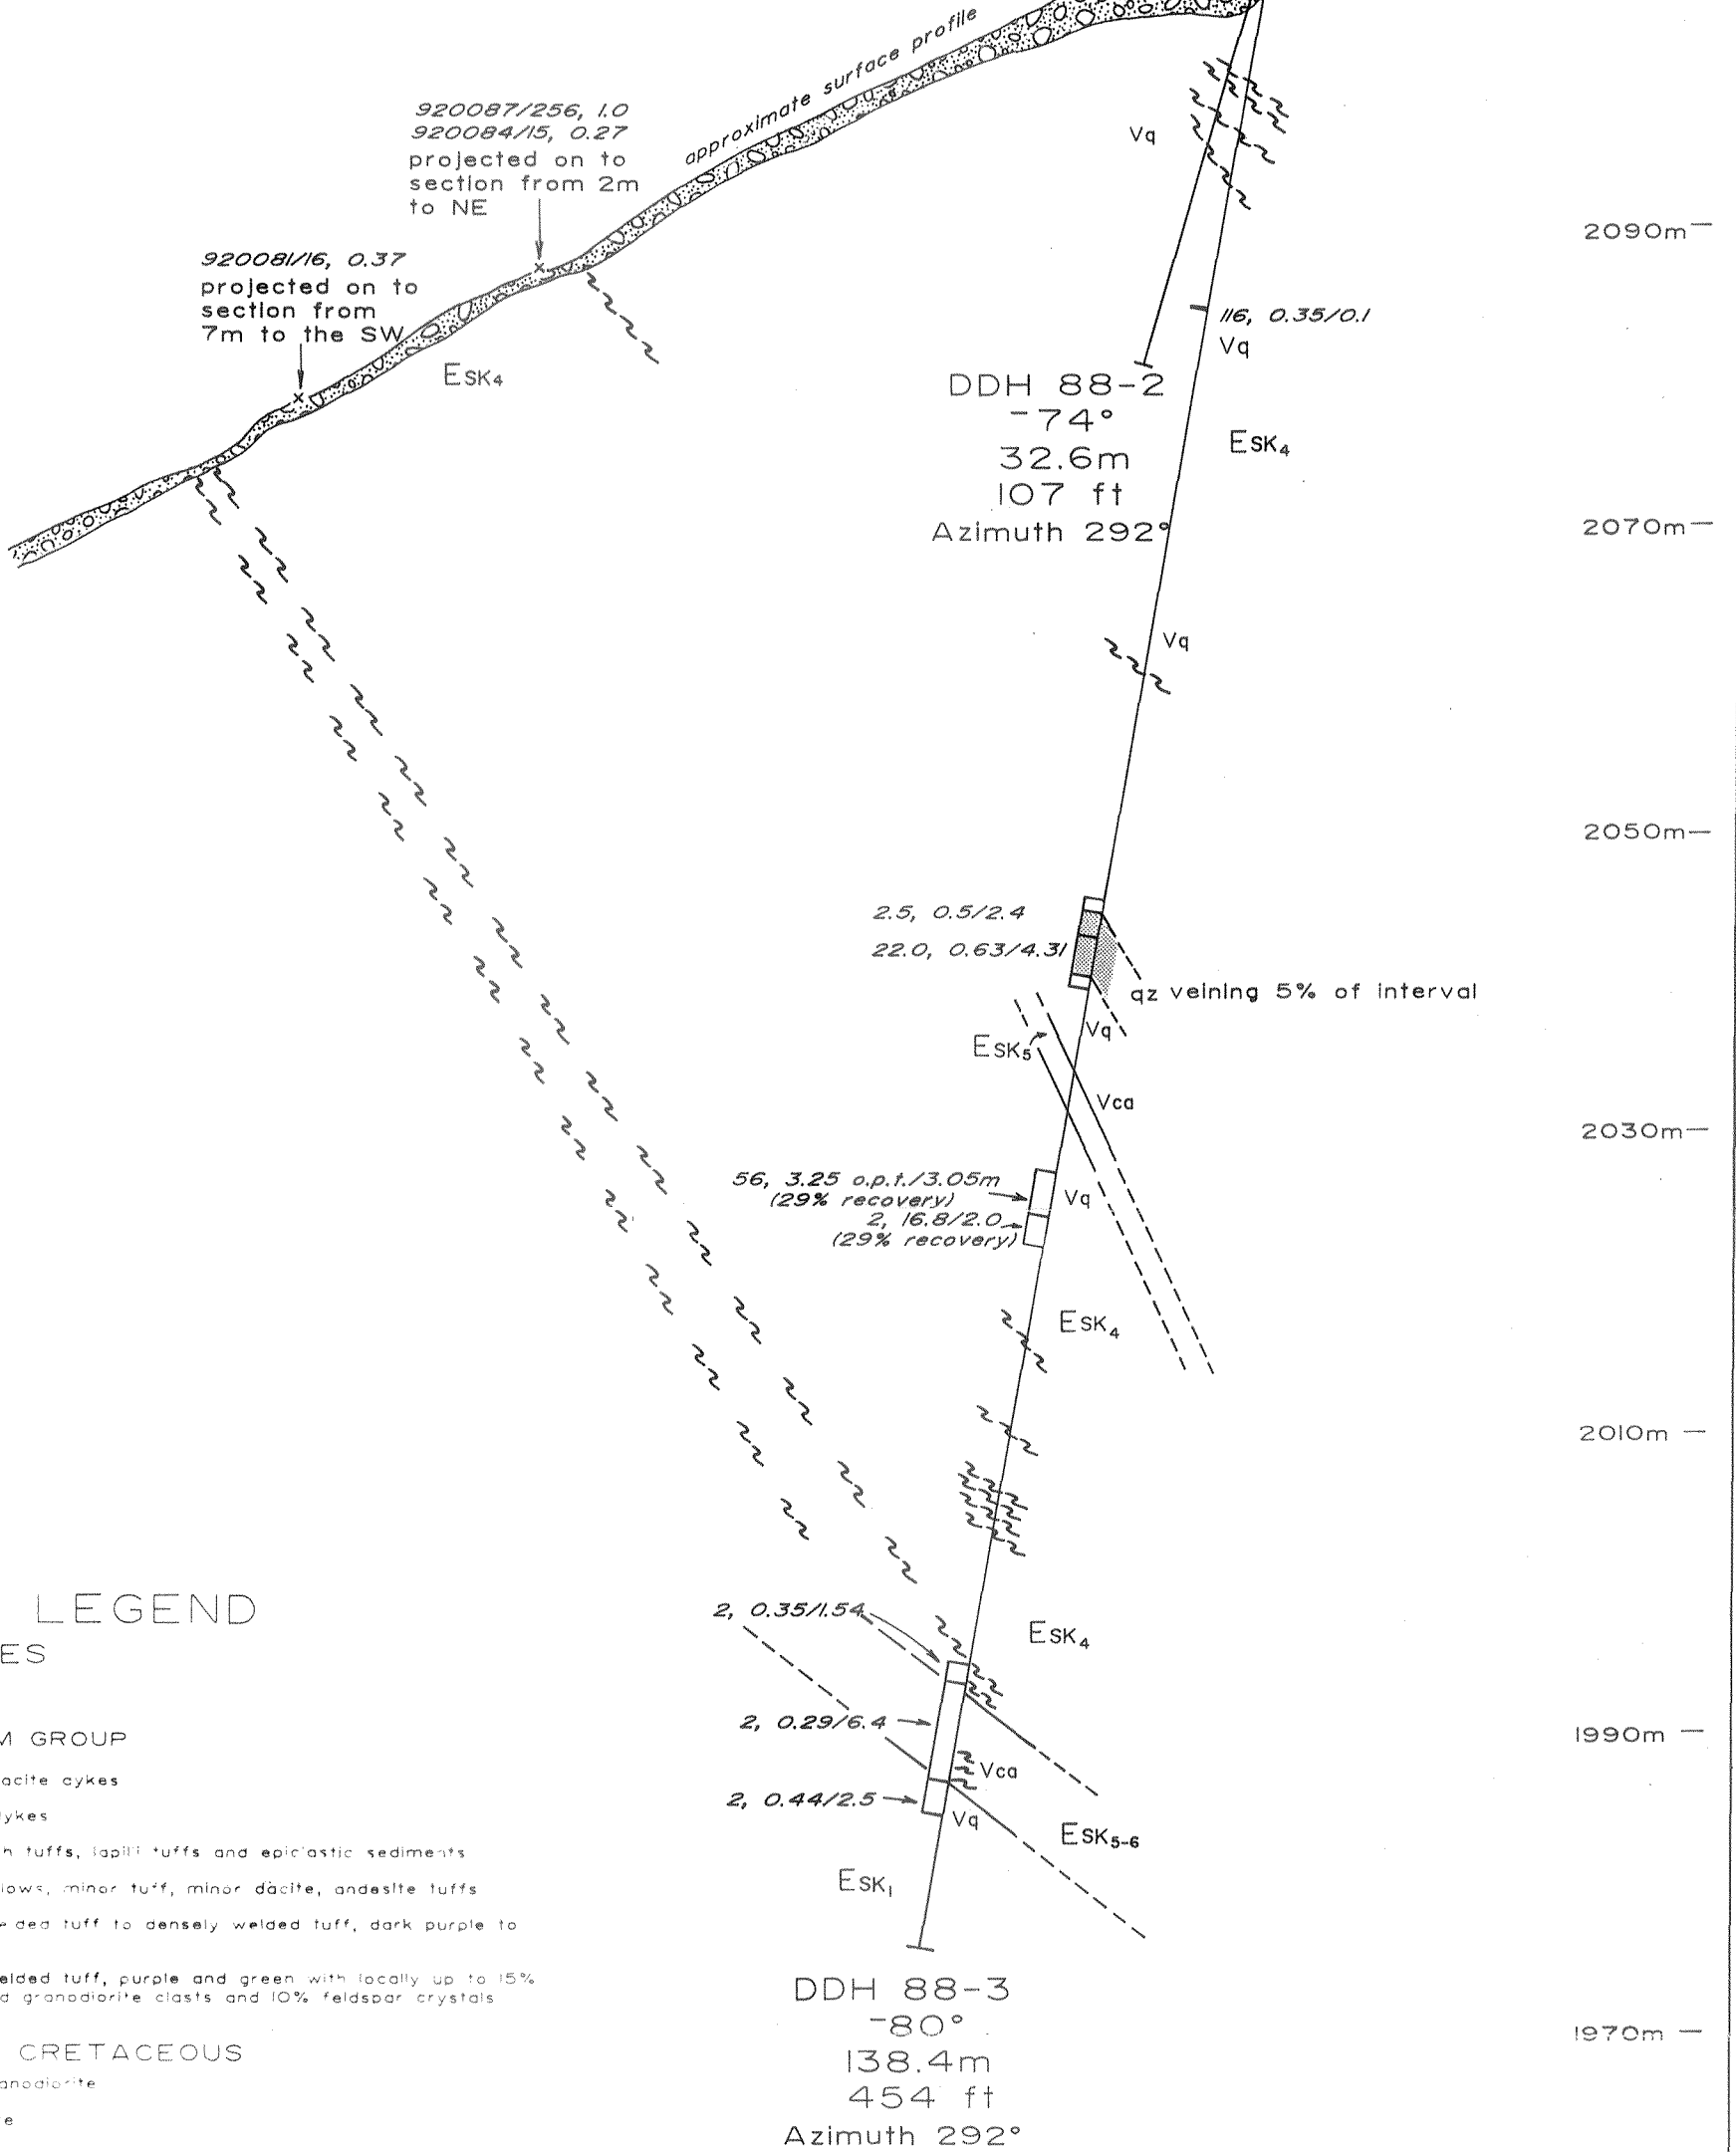 approximate surface profile
920087/256, 1.0
920084/15, 0.27
projected on to
section from 2m
to NE
920081/16, 0.37
projected on to
section from
7m to the SW
ESK4
Vq
2090m
116, 0.35/0.1
Vq
DDH 88-2
-74°
32.6m
107 ft
Azimuth 292°
ESK4
2070m
Vq
2050m
2.5, 0.5/2.4
22.0, 0.63/4.31
qz veining 5% of interval
Vq
ESK5
Vca
2030m
56, 3.25 o.p.t./3.05m
(29% recovery)
Vq
2, 16.8/2.0
(29% recovery)
ESK4
2010m
LEGEND
ES
2, 0.35/1.54
ESK4
M GROUP
2, 0.29/6.4
1990m
Vca
acite cykes
2, 0.44/2.5
Vq
ykes
ESK5-6
h tuffs, lapilli tuffs and epiclastic sediments
lows, minor tuff, minor dacite, andesite tuffs
ESK1
ded tuff to densely welded tuff, dark purple to
elded tuff, purple and green with locally up to 15%
d granodiorite clasts and 10% feldspar crystals
DDH 88-3
-80°
138.4m
454 ft
Azimuth 292°
1970m
CRETACEOUS
anodiorite
e